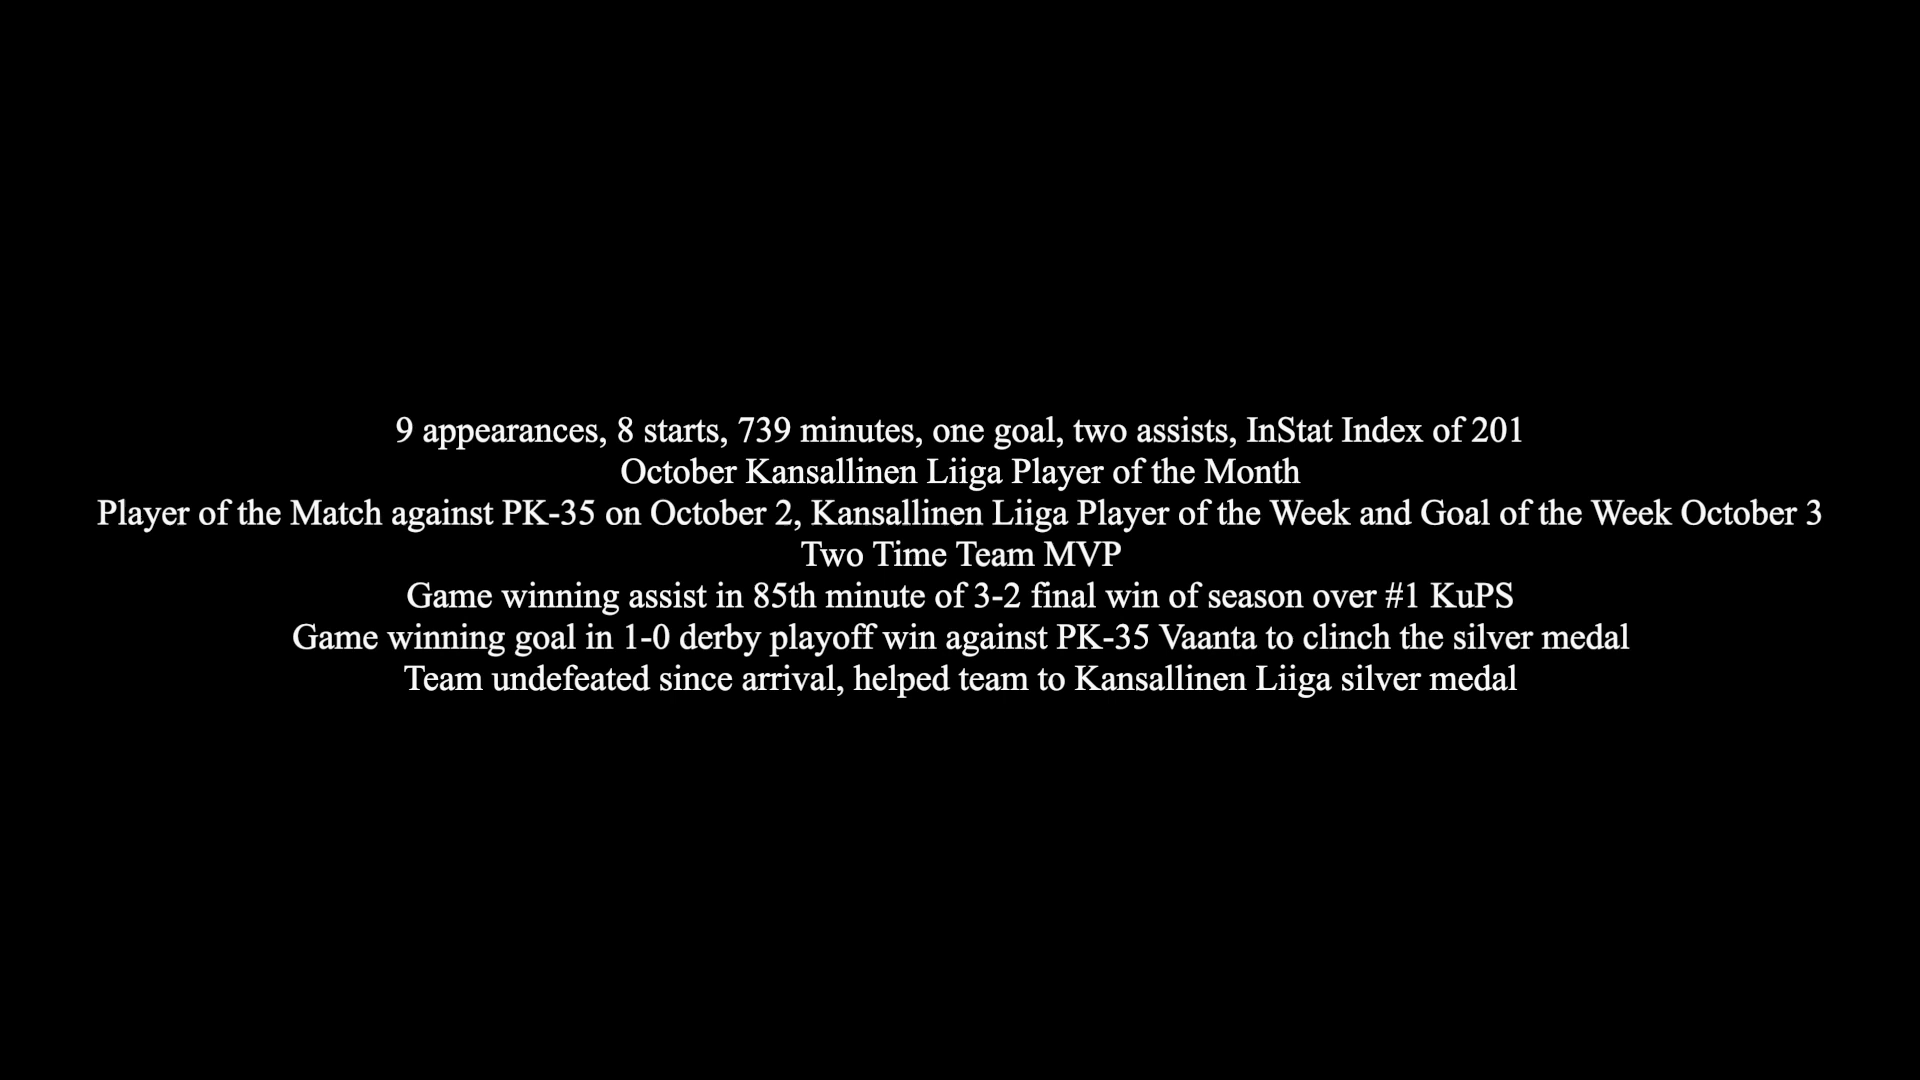 9 appearances, 8 starts, 739 minutes, one goal, two assists, InStat Index of 201
October Kansallinen Liiga Player of the Month
Player of the Match against PK-35 on October 2, Kansallinen Liiga Player of the Week and Goal of the Week October 3
Two Time Team MVP
Game winning assist in 85th minute of 3-2 final win of season over #1 KuPS
Game winning goal in 1-0 derby playoff win against PK-35 Vaanta to clinch the silver medal
Team undefeated since arrival, helped team to Kansallinen Liiga silver medal